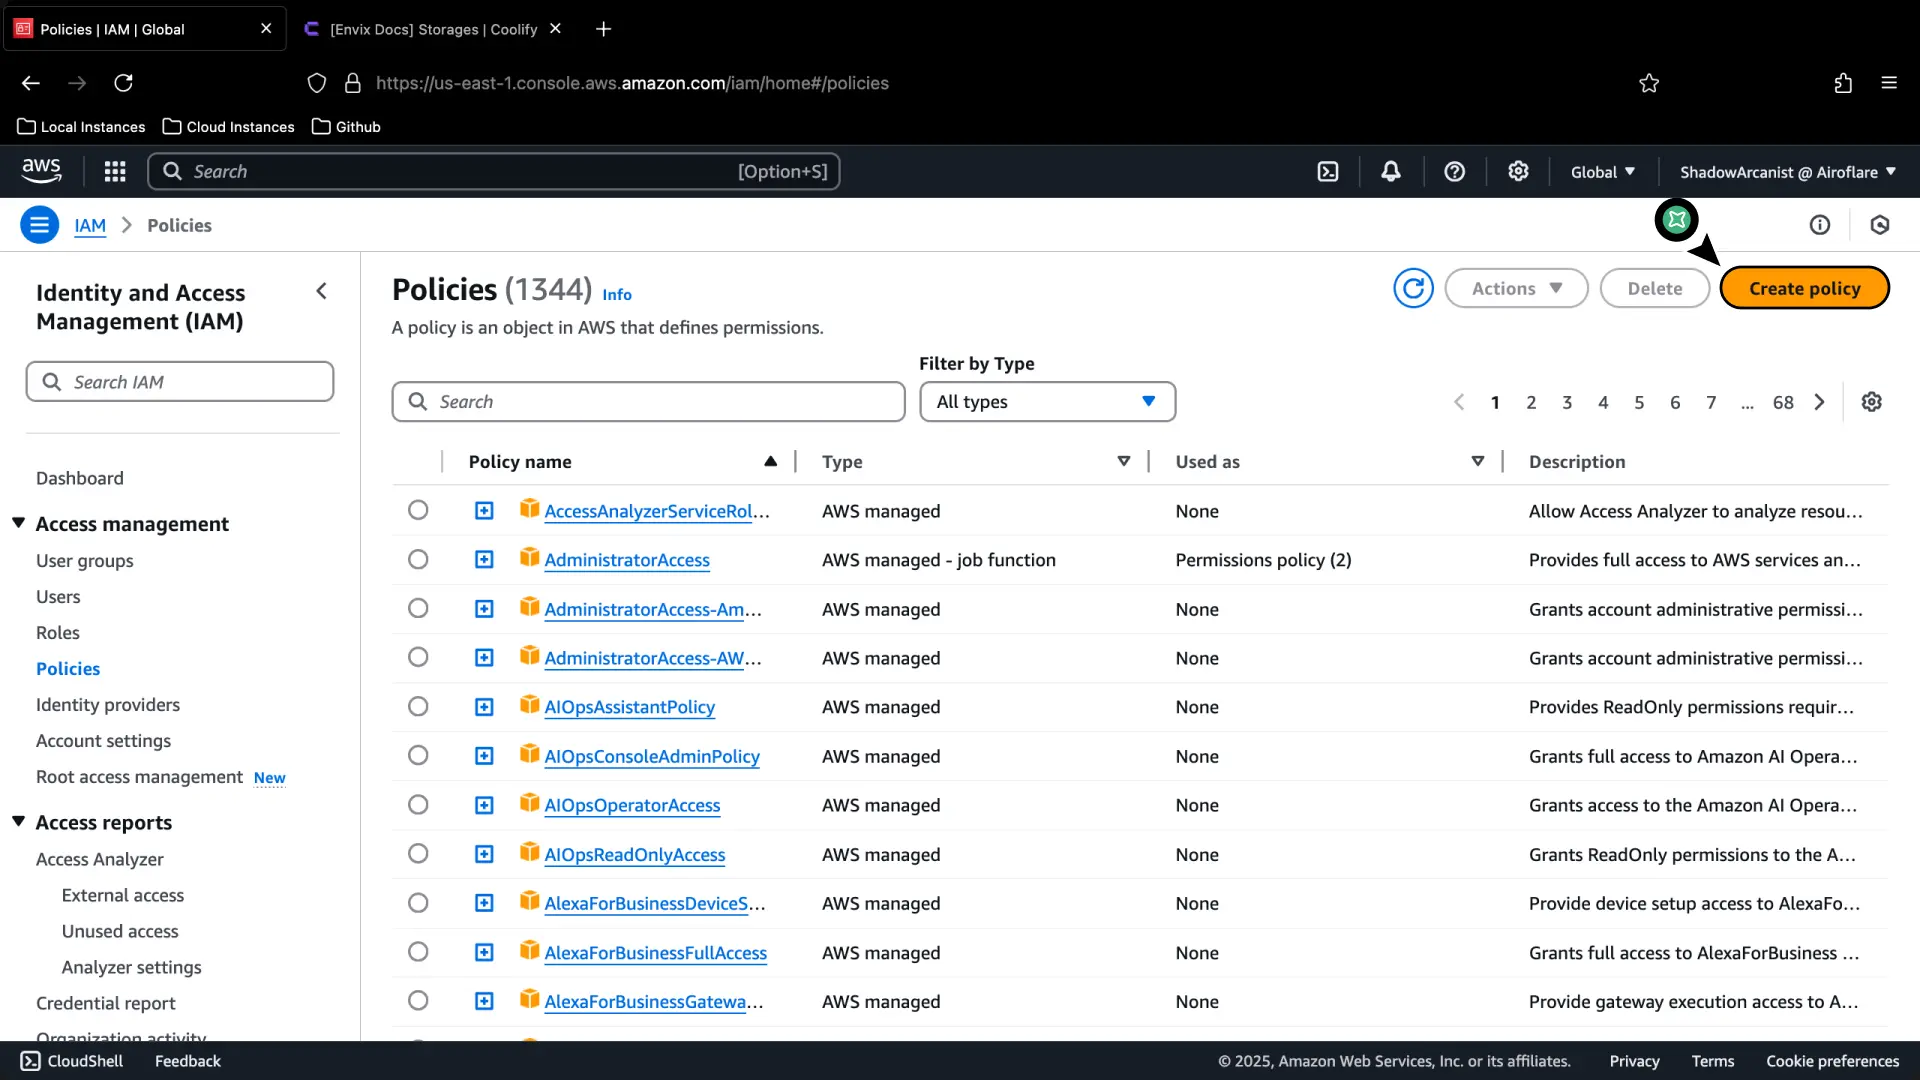 Policies | IAM | Global
[Envix Docs] Storages | Coolify
https://us-east-1.console.aws.amazon.com/iam/home#/policies
Local Instances
Cloud Instances
Github
aws
Search
[Option+S]
Global
ShadowArcanist @ Airoflare
IAM
Policies
Identity and Access
Management (IAM)
Search IAM
Dashboard
Access management
User groups
Users
Roles
Policies
Identity providers
Account settings
Root access management New
Access reports
Access Analyzer
External access
Unused access
Analyzer settings
Credential report
Organization activity
Policies (1344) Info
A policy is an object in AWS that defines permissions.
Actions
Delete
Create policy
Filter by Type
Search
All types
1 2 3 4 5 6 7 ... 68
Policy name Type Used as Description
AccessAnalyzerServiceRol... AWS managed None Allow Access Analyzer to analyze resou...
AdministratorAccess AWS managed - job function Permissions policy (2) Provides full access to AWS services an...
AdministratorAccess-Am... AWS managed None Grants account administrative permissi...
AdministratorAccess-AW... AWS managed None Grants account administrative permissi...
AIOpsAssistantPolicy AWS managed None Provides ReadOnly permissions requir...
AIOpsConsoleAdminPolicy AWS managed None Grants full access to Amazon AI Opera...
AIOpsOperatorAccess AWS managed None Grants access to the Amazon AI Opera...
AIOpsReadOnlyAccess AWS managed None Grants ReadOnly permissions to the A...
AlexaForBusinessDeviceS... AWS managed None Provide device setup access to AlexaFo...
AlexaForBusinessFullAccess AWS managed None Grants full access to AlexaForBusiness ...
AlexaForBusinessGatewa... AWS managed None Provide gateway execution access to A...
CloudShell
Feedback
© 2025, Amazon Web Services, Inc. or its affiliates.
Privacy
Terms
Cookie preferences